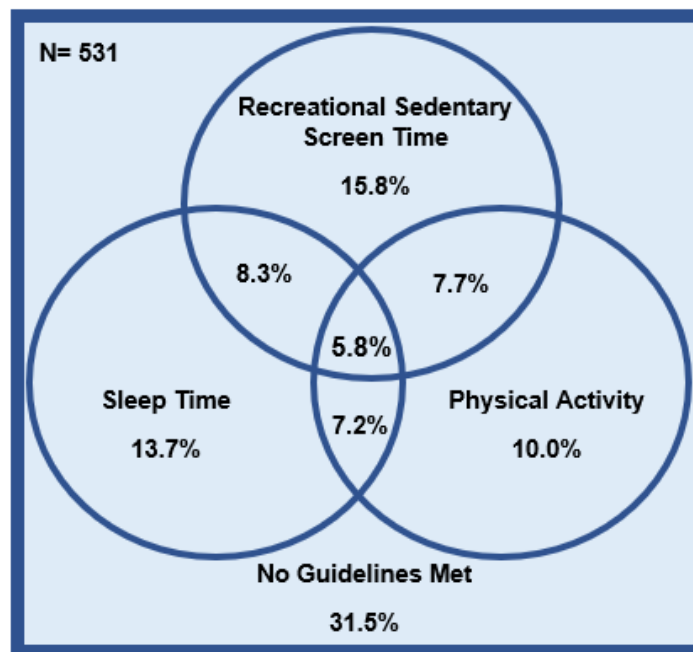 N= 531
Recreational Sedentary
Screen Time
15.8%
8.3%
7.7%
5.8%
Sleep Time
13.7%
7.2%
Physical Activity
10.0%
No Guidelines Met
31.5%